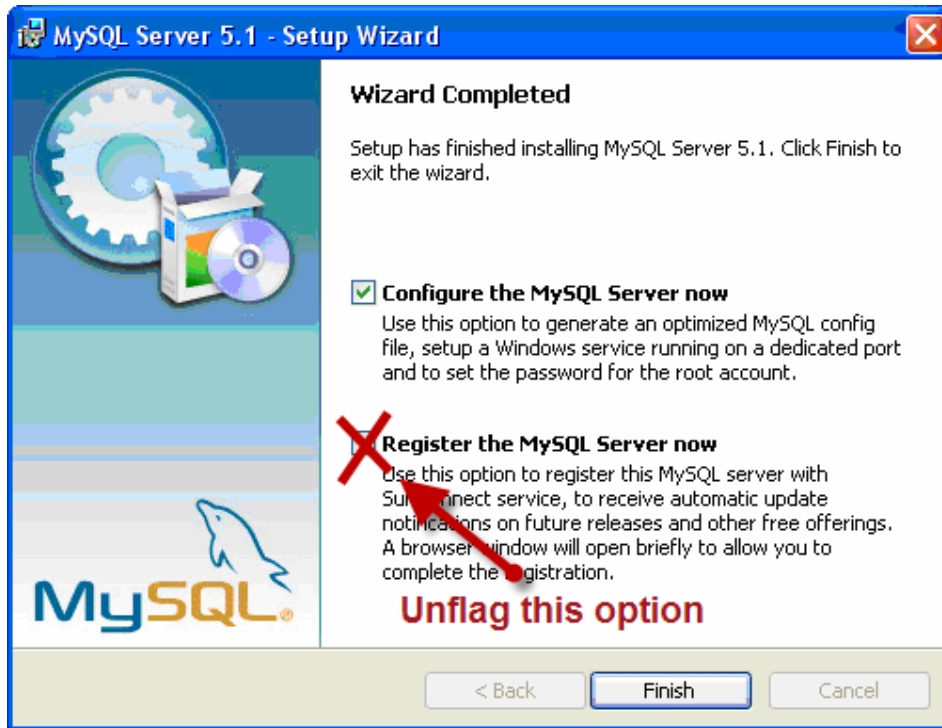 MySQL Server 5.1 - Setup Wizard
Wizard Completed
Setup has finished installing MySQL Server 5.1. Click Finish to
exit the wizard.
Configure the MySQL Server now
Use this option to generate an optimized MySQL config
file, setup a Windows service running on a dedicated port
and to set the password for the root account.
Register the MySQL Server now
Use this option to register this MySQL server with
SunConnect service, to receive automatic update
notifications on future releases and other free offerings.
A browser window will open briefly to allow you to
complete the registration.
Unflag this option
MySQL®
< Back
Finish
Cancel